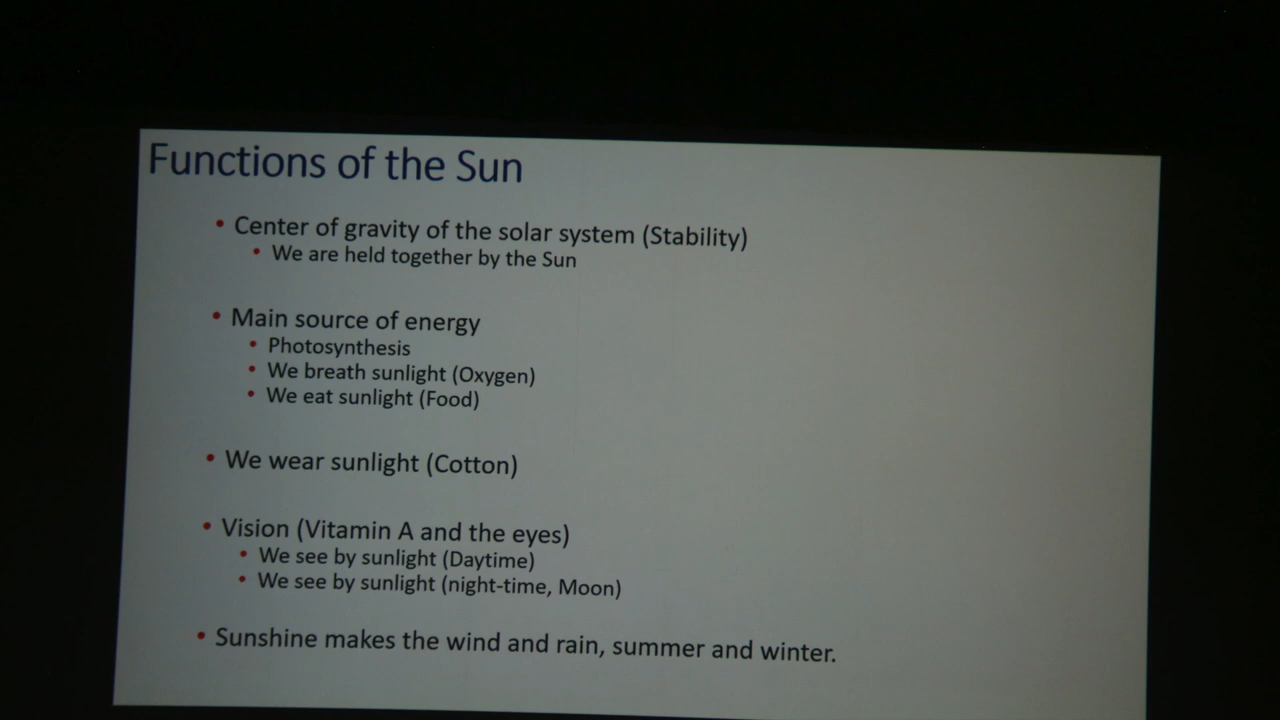 Functions of the Sun
• Center of gravity of the solar system (Stability)
• We are held together by the Sun
• Main source of energy
• Photosynthesis
• We breath sunlight (Oxygen)
• We eat sunlight (Food)
• We wear sunlight (Cotton)
• Vision (Vitamin A and the eyes)
• We see by sunlight (Daytime)
• We see by sunlight (night-time, Moon)
• Sunshine makes the wind and rain, summer and winter.